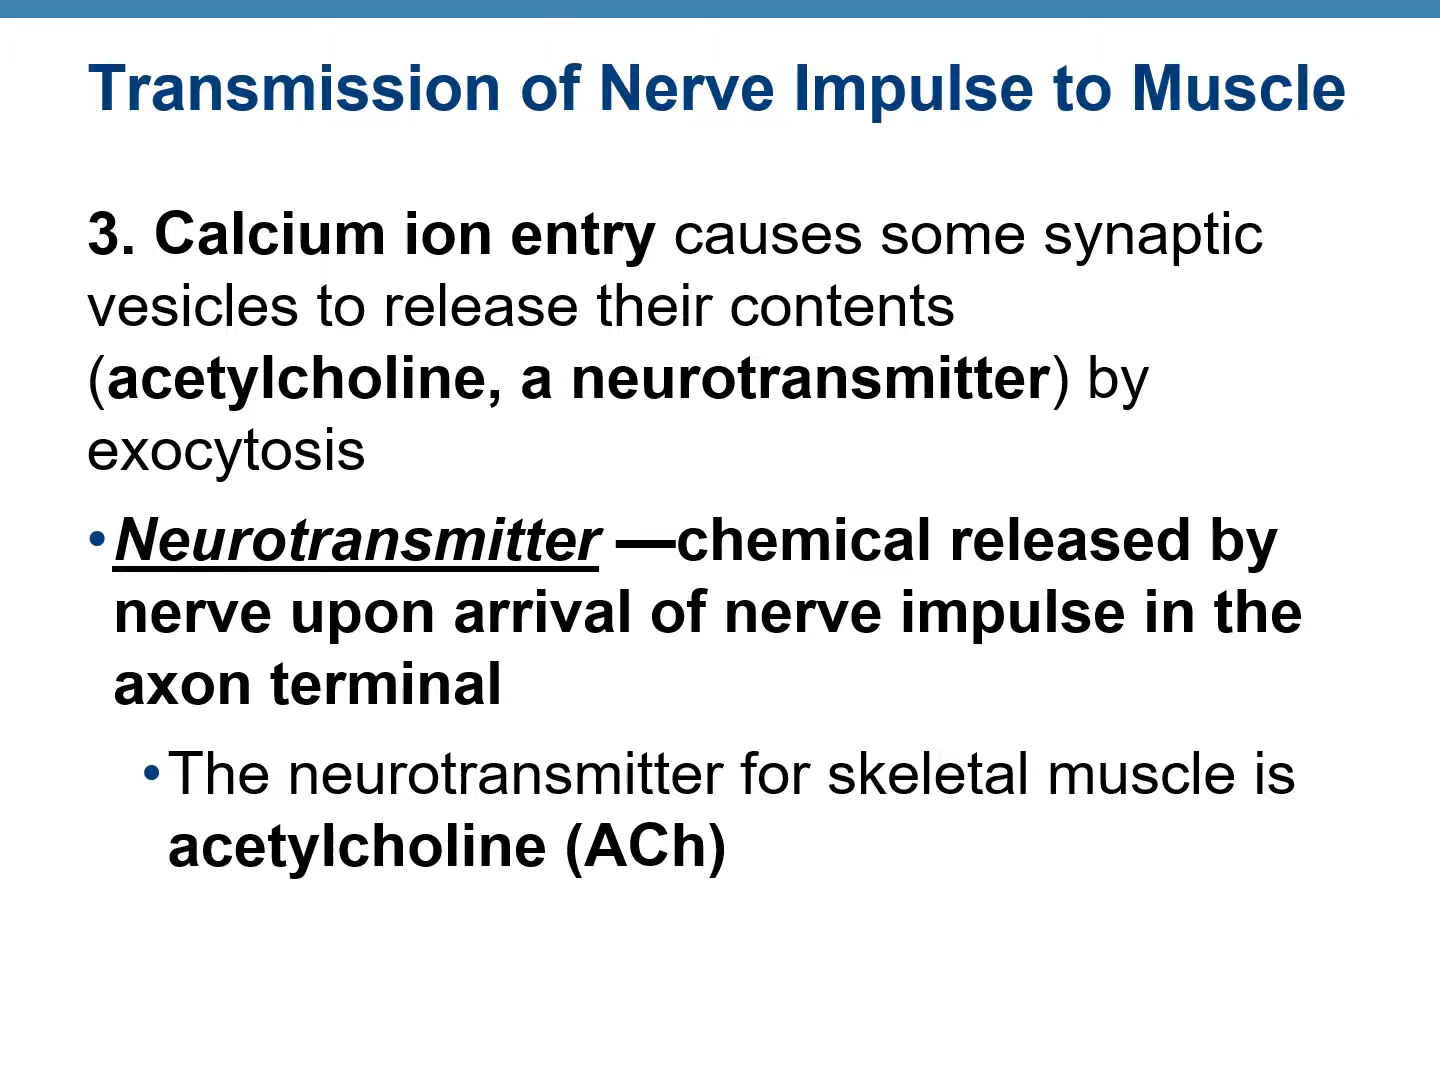 Transmission of Nerve Impulse to Muscle
3. Calcium ion entry causes some synaptic
vesicles to release their contents
(acetylcholine, a neurotransmitter) by
exocytosis
•Neurotransmitter —chemical released by
nerve upon arrival of nerve impulse in the
axon terminal
•The neurotransmitter for skeletal muscle is
acetylcholine (ACh)